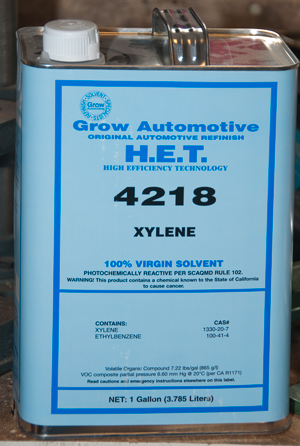 Grow
Grow Automotive
ORIGINAL AUTOMOTIVE REFINISH
H.E.T.
HIGH EFFICIENCY TECHNOLOGY
4218
XYLENE
100% VIRGIN SOLVENT
PHOTOCHEMICALLY REACTIVE PER SCAQMD RULE 102.
WARNING! This product contains a chemical known to the State of California
to cause cancer.
CONTAINS: CAS#
XYLENE 1330-20-7
ETHYLBENZENE 100-41-4
Volatile Organic Compound 7.22 lbs/gal (865 g/l)
VOC composite partial pressure 6.60 mm Hg @ 20°C (per CA R1171)
Read cautions and emergency instructions elsewhere on this label.
NET: 1 Gallon (3.785 Liters)